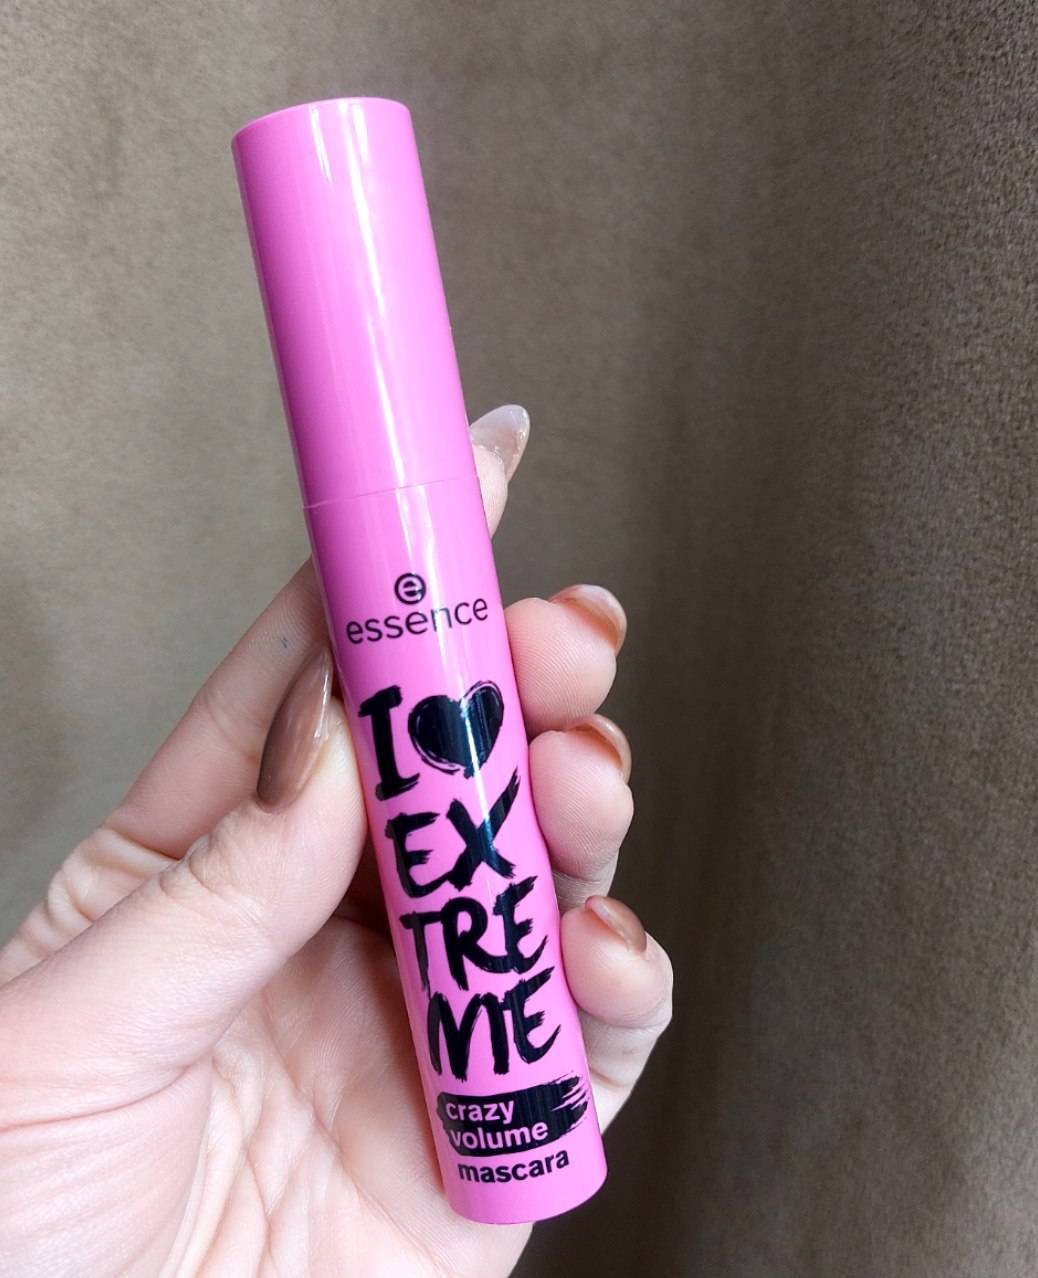 e
essence
I ♥
EX
TRE
ME
crazy
volume
mascara